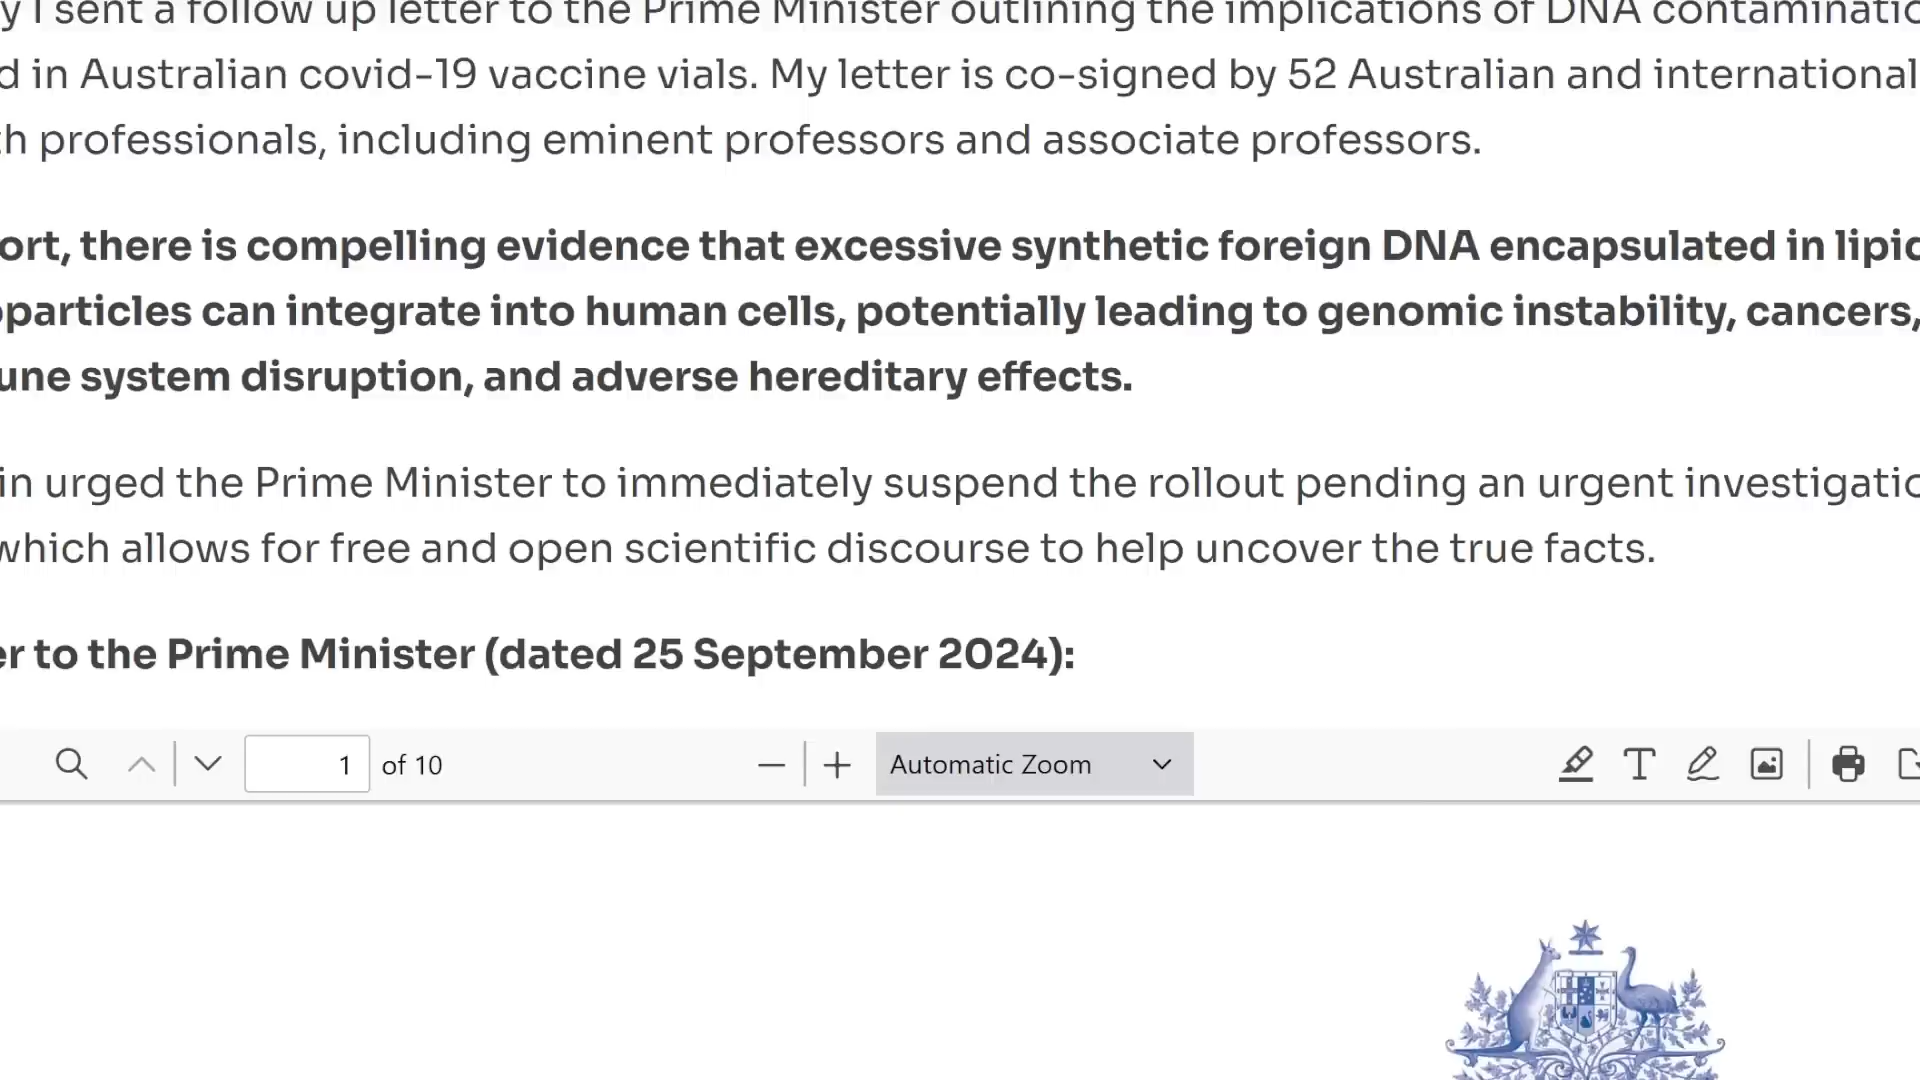 y I sent a follow up letter to the Prime Minister outlining the implications of DNA contaminatio
d in Australian covid-19 vaccine vials. My letter is co-signed by 52 Australian and international
th professionals, including eminent professors and associate professors.
ort, there is compelling evidence that excessive synthetic foreign DNA encapsulated in lipid
oparticles can integrate into human cells, potentially leading to genomic instability, cancers,
une system disruption, and adverse hereditary effects.
in urged the Prime Minister to immediately suspend the rollout pending an urgent investigatio
which allows for free and open scientific discourse to help uncover the true facts.
er to the Prime Minister (dated 25 September 2024):
1 of 10
Automatic Zoom